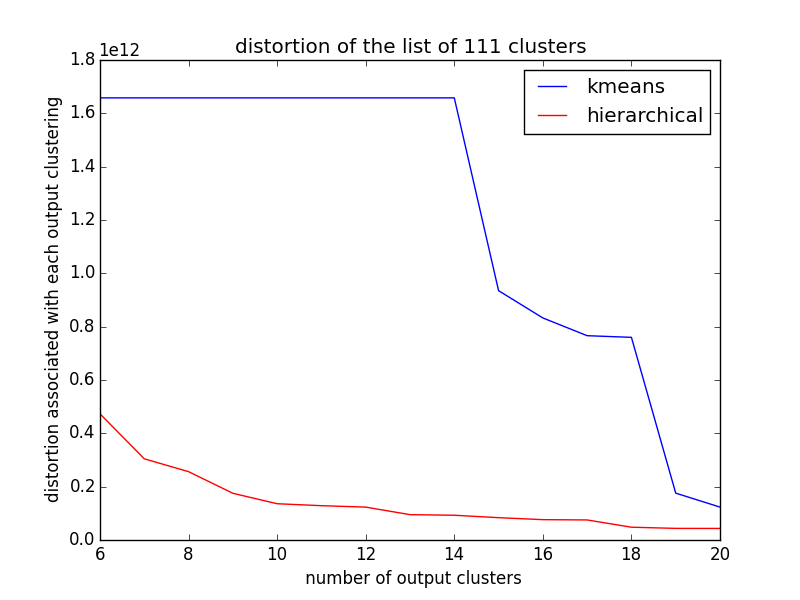 distortion of the list of 111 clusters
1e12
1.8
1.6
1.4
1.2
1.0
0.8
0.6
0.4
0.2
0.0
distortion associated with each output clustering
kmeans
hierarchical
6 8 10 12 14 16 18 20
number of output clusters